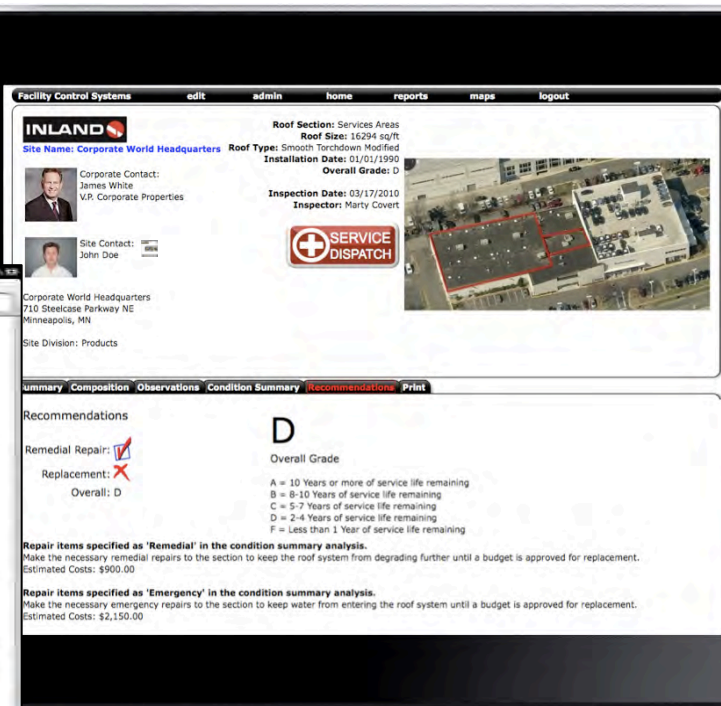 Facility Control Systems edit admin home reports maps logout
INLAND
Site Name: Corporate World Headquarters
Corporate Contact:
James White
V.P. Corporate Properties
Site Contact:
John Doe
Corporate World Headquarters
710 Steelcase Parkway NE
Minneapolis, MN
Site Division: Products
Roof Section: Services Areas
Roof Size: 16294 sq/ft
Roof Type: Smooth Torchdown Modified
Installation Date: 01/01/1990
Overall Grade: D
Inspection Date: 03/17/2010
Inspector: Marty Covert
SERVICE
DISPATCH
ummary Composition Observations Condition Summary Recommendations Print
Recommendations
Remedial Repair:
Replacement:
Overall: D
D
Overall Grade
A = 10 Years or more of service life remaining
B = 8-10 Years of service life remaining
C = 5-7 Years of service life remaining
D = 2-4 Years of service life remaining
F = Less than 1 Year of service life remaining
Repair items specified as 'Remedial' in the condition summary analysis.
Make the necessary remedial repairs to the section to keep the roof system from degrading further until a budget is approved for replacement.
Estimated Costs: $900.00
Repair items specified as 'Emergency' in the condition summary analysis.
Make the necessary emergency repairs to the section to keep water from entering the roof system until a budget is approved for replacement.
Estimated Costs: $2,150.00